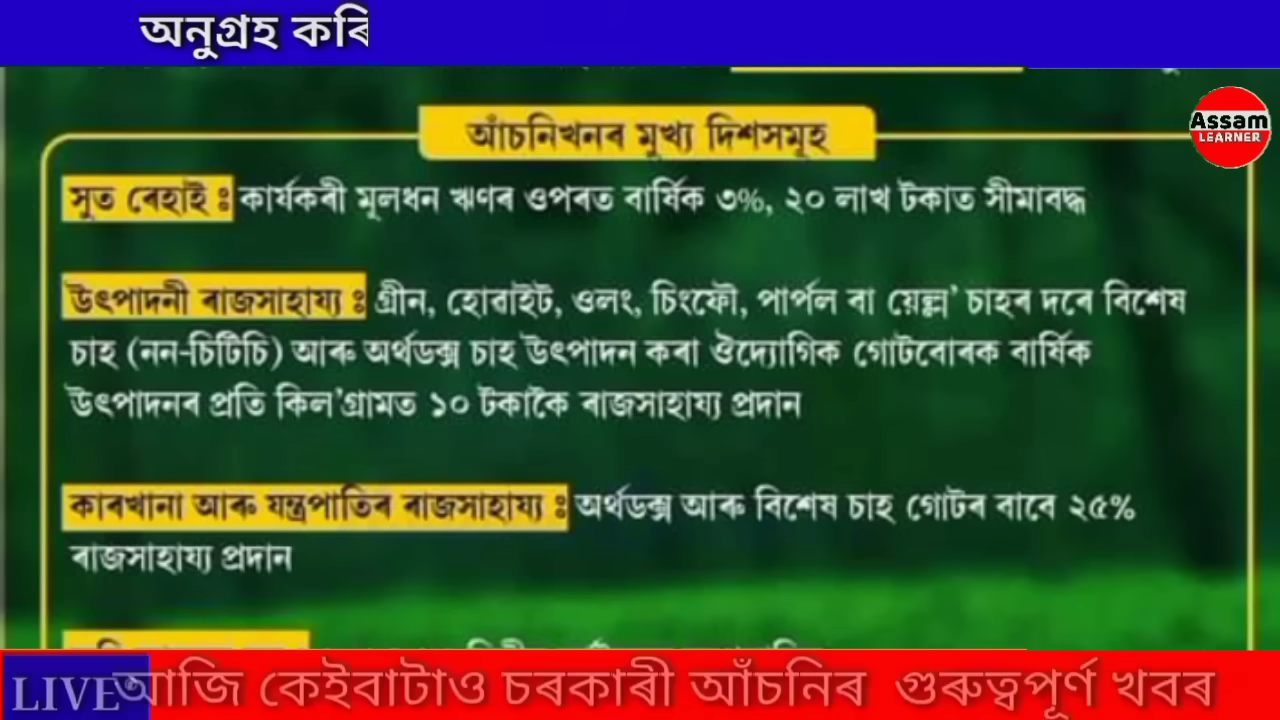 অনুগ্ৰহ কৰি
Assam
LEARNER
আঁচনিখনৰ মুখ্য দিশসমূহ
সুত ৰেহাই : কাৰ্যকৰী মূলধন ঋণৰ ওপৰত বাৰ্ষিক ৩%, ২০ লাখ টকাত সীমাবদ্ধ
উৎপাদনী ৰাজসাহায্য : গ্ৰীন, হোৱাইট, ওলং, চিংফৌ, পাৰ্পল বা য়েল্ল' চাহৰ দৰে বিশেষ
চাহ (নন-চিটিচি) আৰু অৰ্থডক্স চাহ উৎপাদন কৰা ঔদ্যোগিক গোটবোৰক বাৰ্ষিক
উৎপাদনৰ প্ৰতি কিল'গ্ৰামত ১০ টকাকৈ ৰাজসাহায্য প্ৰদান
কাৰখানা আৰু যন্ত্ৰপাতিৰ ৰাজসাহায্য : অৰ্থডক্স আৰু বিশেষ চাহ গোটৰ বাবে ২৫%
ৰাজসাহায্য প্ৰদান
LIVE
আজি কেইবাটাও চৰকাৰী আঁচনিৰ গুৰুত্বপূৰ্ণ খবৰ